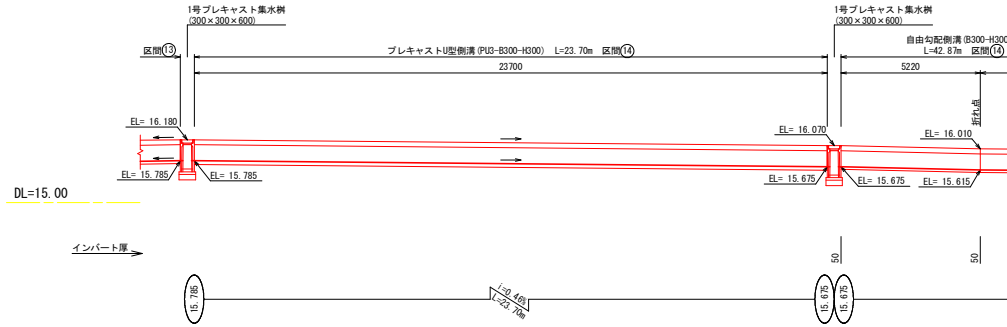 1号プレキャスト集水桝
(300×300×600)
1号プレキャスト集水桝
(300×300×600)
区間⑬
プレキャストU型側溝(PU3-B300-H300) L=23.70m 区間⑭
自由勾配側溝(B300-H300
L=42.87m 区間⑭
23700
5220
折れ点
EL= 16.180
EL= 16.070
EL= 16.010
EL= 15.785
EL= 15.785
EL= 15.675
EL= 15.675
EL= 15.615
DL=15.00
インバート厚
50
50
15.785
i=0.46%
L=23.70m
15.675
15.675